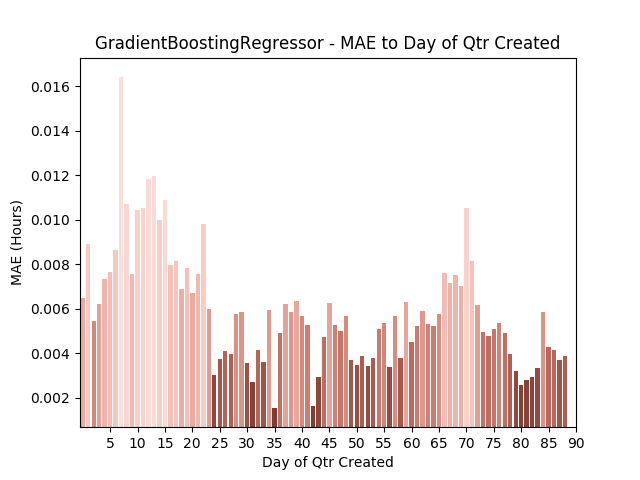 GradientBoostingRegressor - MAE to Day of Qtr Created
0.016
0.014
0.012
0.010
0.008
0.006
0.004
0.002
MAE (Hours)
5 10 15 20 25 30 35 40 45 50 55 60 65 70 75 80 85 90
Day of Qtr Created